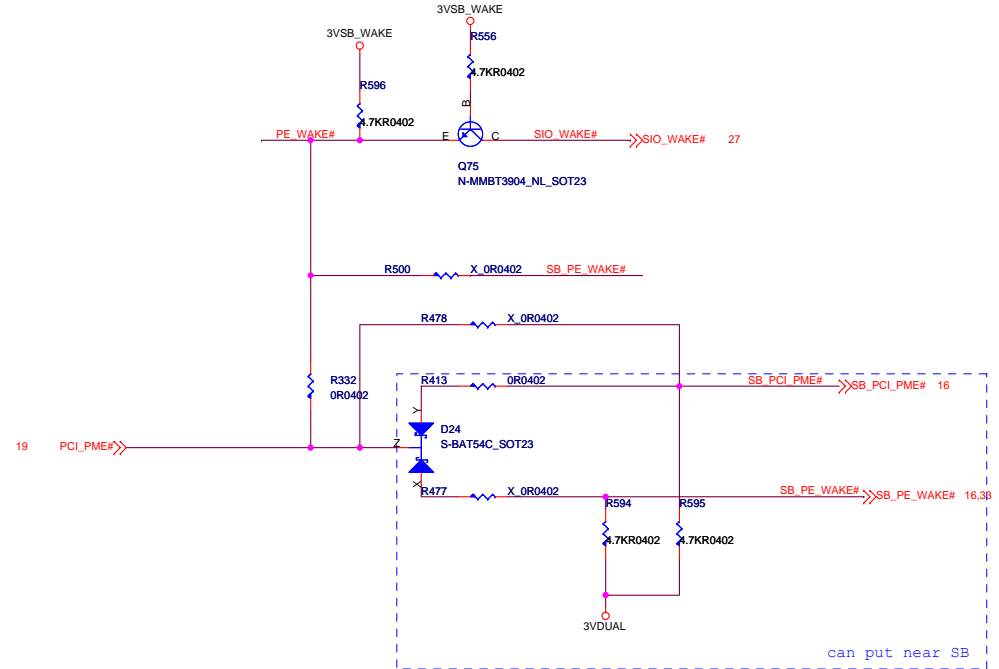 3VSB_WAKE
3VSB_WAKE
R556
4.7KR0402
R596
4.7KR0402
B
PE_WAKE#
E
C
SIO_WAKE#
SIO_WAKE# 27
Q75
N-MMBT3904_NL_SOT23
R500
X_0R0402
SB_PE_WAKE#
R478
X_0R0402
R332
0R0402
R413
0R0402
SB_PCI_PME#
SB_PCI_PME# 16
Y
D24
S-BAT54C_SOT23
19 PCI_PME#
Z
X
R477
X_0R0402
SB_PE_WAKE#
SB_PE_WAKE# 16,33
R594
4.7KR0402
R595
4.7KR0402
3VDUAL
can put near SB